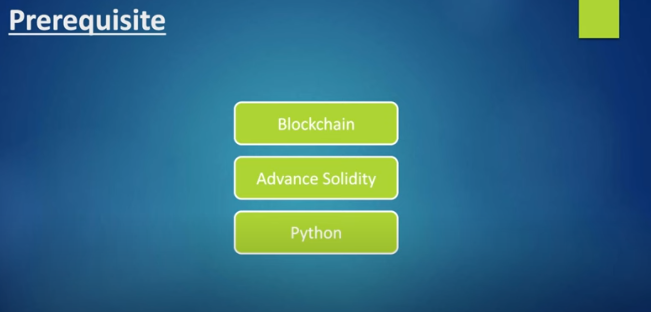 Prerequisite
Blockchain
Advance Solidity
Python